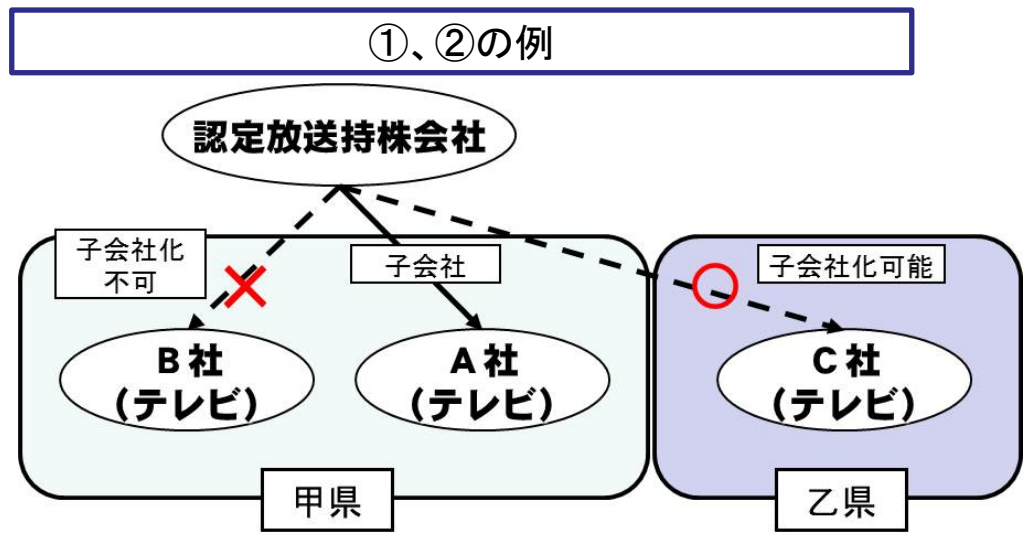 ①、②の例
認定放送持株会社
子会社化
不可
子会社
子会社化可能
B社
(テレビ)
A社
(テレビ)
C社
(テレビ)
甲県
乙県